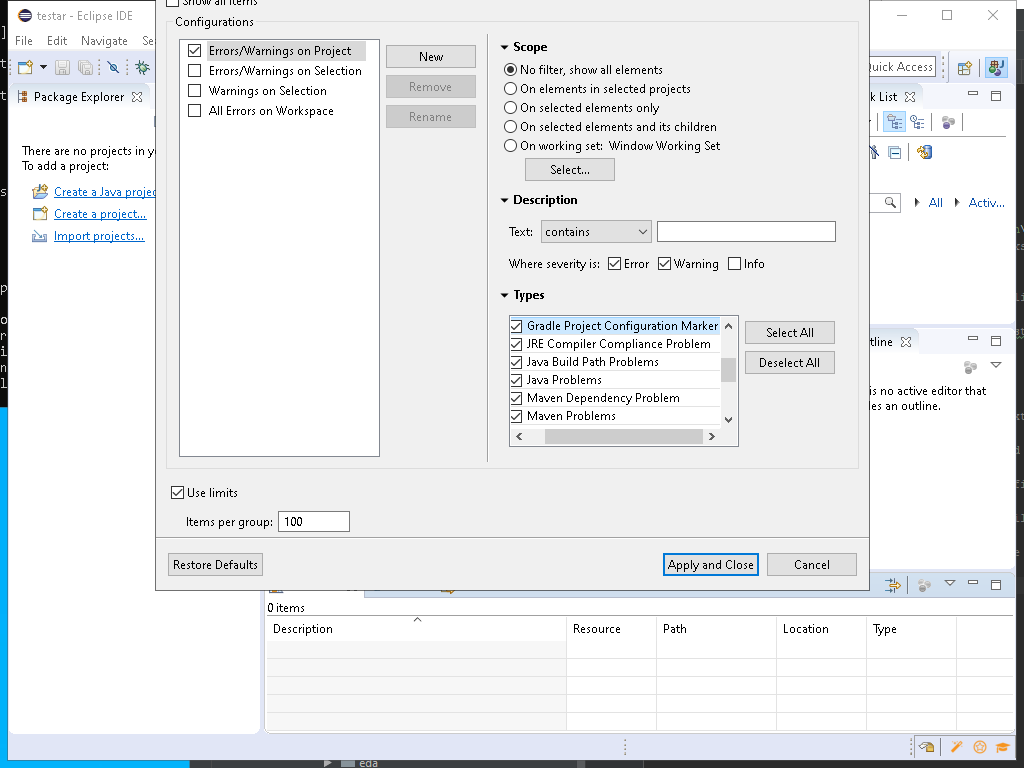 Show all items
testar - Eclipse IDE
Configurations
File Edit Navigate Se
Errors/Warnings on Project
Errors/Warnings on Selection
Warnings on Selection
All Errors on Workspace
New
Remove
Rename
Scope
No filter, show all elements
On elements in selected projects
On selected elements only
On selected elements and its children
On working set: Window Working Set
Select...
Description
Text: contains
Where severity is: Error Warning Info
Types
Gradle Project Configuration Marker
JRE Compiler Compliance Problem
Java Build Path Problems
Java Problems
Maven Dependency Problem
Maven Problems
Select All
Deselect All
Use limits
Items per group: 100
Restore Defaults
Apply and Close
Cancel
Package Explorer
There are no projects in y
To add a project:
Create a Java projec
Create a project...
Import projects...
Quick Access
k List
All Activ...
tline
is no active editor that
des an outline.
0 items
Description Resource Path Location Type
eda